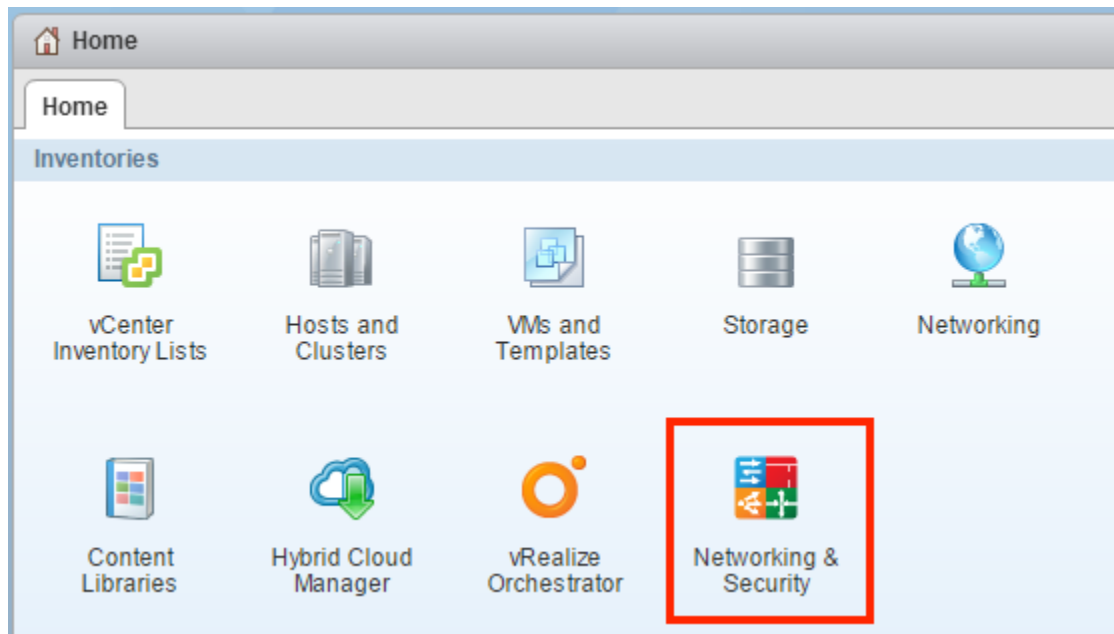 Home
Home
Inventories
vCenter
Inventory Lists
Hosts and
Clusters
VMs and
Templates
Storage
Networking
Content
Libraries
Hybrid Cloud
Manager
vRealize
Orchestrator
Networking &
Security